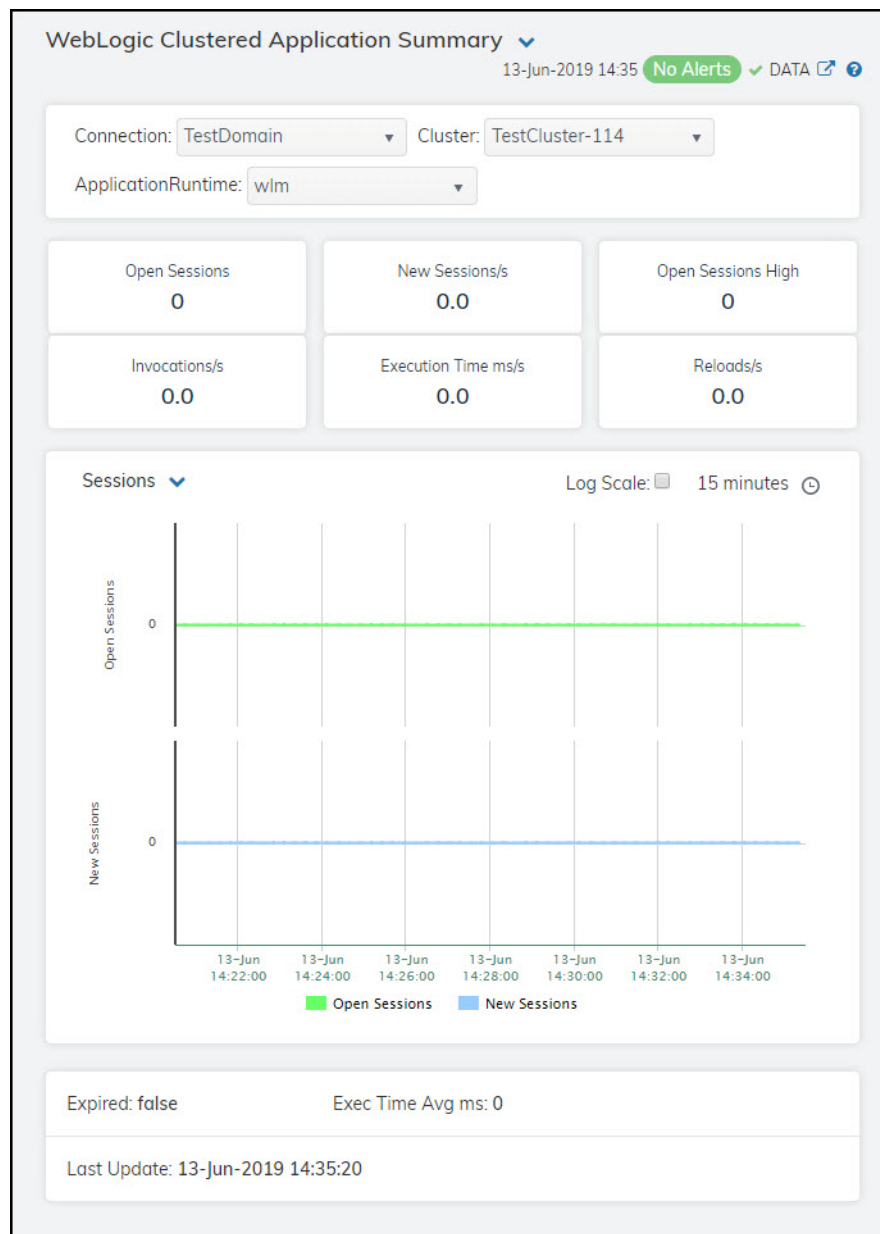 WebLogic Clustered Application Summary
13-Jun-2019 14:35 No Alerts DATA
Connection: TestDomain Cluster: TestCluster-114
ApplicationRuntime: wlm
Open Sessions New Sessions/s Open Sessions High
0 0.0 0
Invocations/s Execution Time ms/s Reloads/s
0.0 0.0 0.0
Sessions Log Scale: 15 minutes
Open Sessions
0
New Sessions
0
13-Jun 13-Jun 13-Jun 13-Jun 13-Jun 13-Jun 13-Jun
14:22:00 14:24:00 14:26:00 14:28:00 14:30:00 14:32:00 14:34:00
Open Sessions New Sessions
Expired: false Exec Time Avg ms: 0
Last Update: 13-Jun-2019 14:35:20